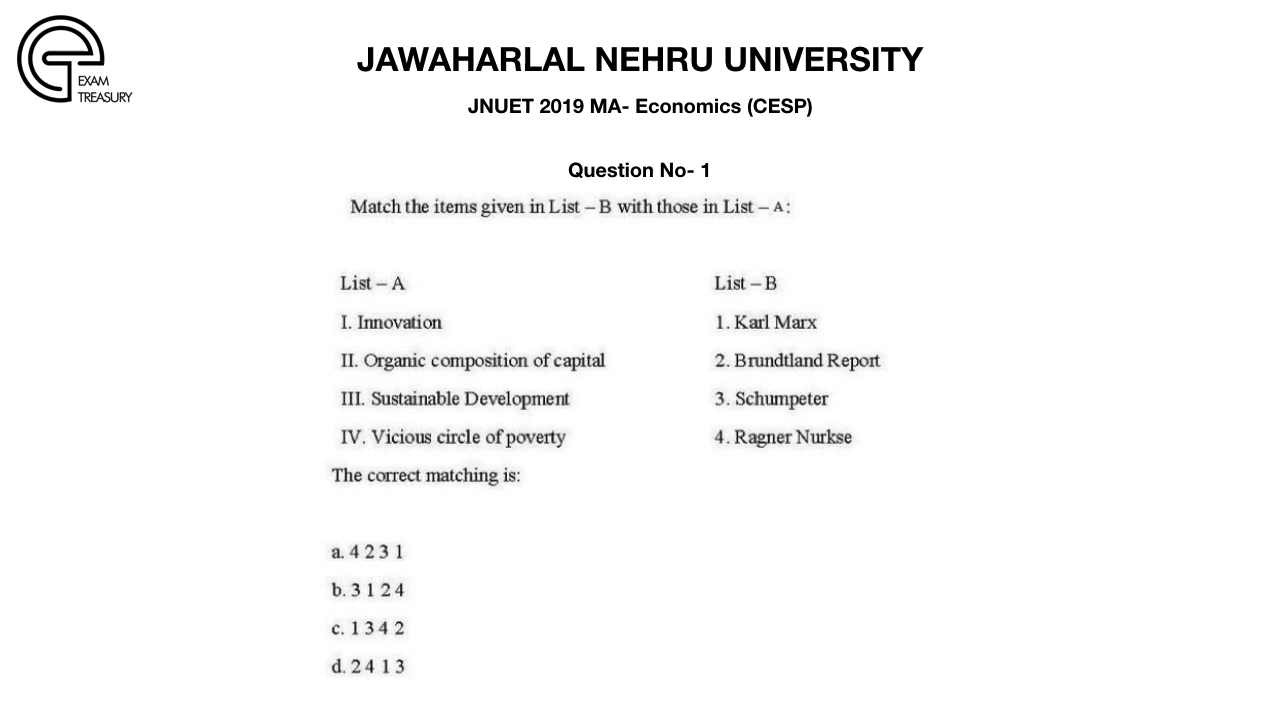 EXAM
TREASURY
JAWAHARLAL NEHRU UNIVERSITY
JNUET 2019 MA- Economics (CESP)
Question No- 1
Match the items given in List – B with those in List – A:
List – A
List – B
I. Innovation
1. Karl Marx
II. Organic composition of capital
2. Brundtland Report
III. Sustainable Development
3. Schumpeter
IV. Vicious circle of poverty
4. Ragner Nurkse
The correct matching is:
a. 4 2 3 1
b. 3 1 2 4
c. 1 3 4 2
d. 2 4 1 3